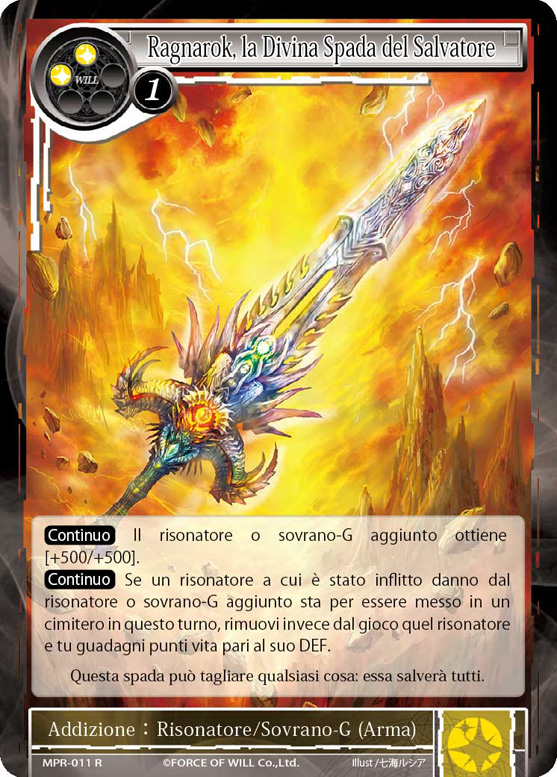 Ragnarok, la Divina Spada del Salvatore
WILL
1
Continuo Il risonatore o sovrano-G aggiunto ottiene
[+500/+500].
Continuo Se un risonatore a cui è stato inflitto danno dal
risonatore o sovrano-G aggiunto sta per essere messo in un
cimitero in questo turno, rimuovi invece dal gioco quel risonatore
e tu guadagni punti vita pari al suo DEF.
Questa spada può tagliare qualsiasi cosa: essa salverà tutti.
Addizione : Risonatore/Sovrano-G (Arma)
MPR-011 R ©FORCE OF WILL Co.,Ltd. Illust /七海ルシア